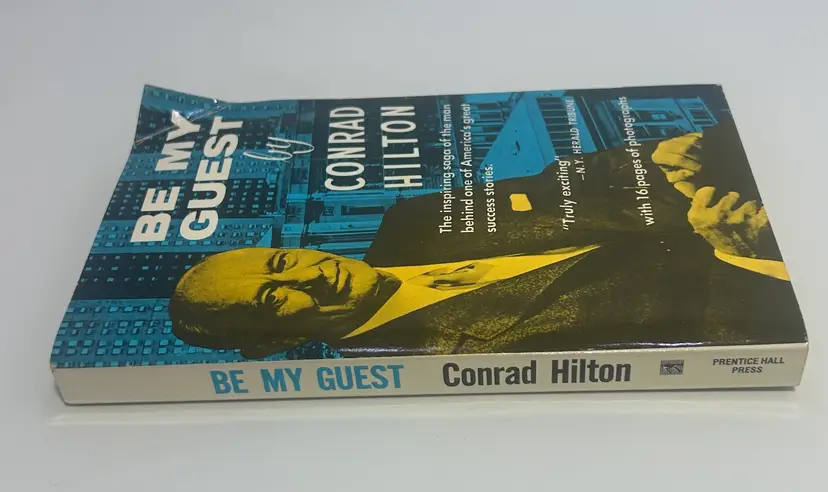 BE MY
GUEST
by
CONRAD
HILTON
The inspiring saga of the man
behind one of America's great
success stories.
"Truly exciting"
—N.Y. HERALD TRIBUNE
with 16 pages of photographs
BE MY GUEST Conrad Hilton
PRENTICE HALL
PRESS